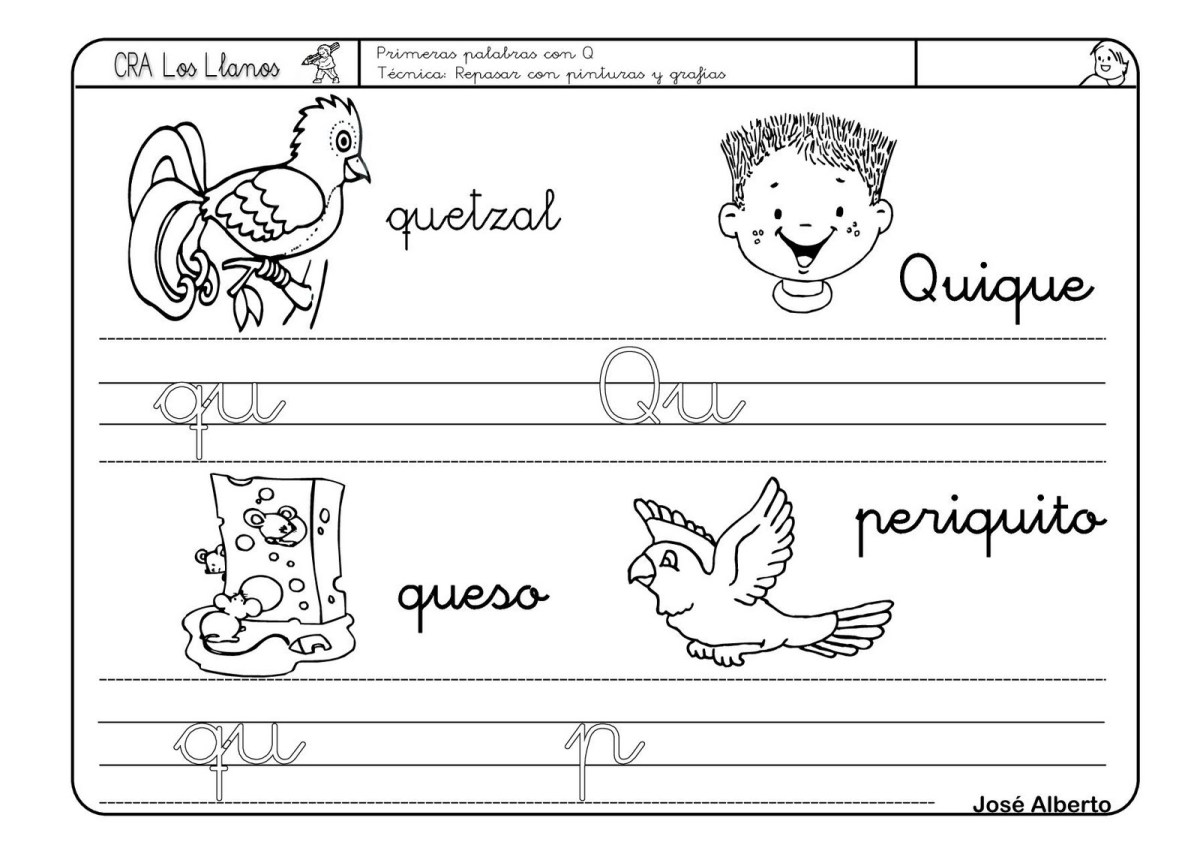 CRA Los Llanos
Primeras palabras con Q
Técnica: Repasar con pinturas y grafías
quetzal
Quique
qu Qu
queso
periquito
qu p
José Alberto